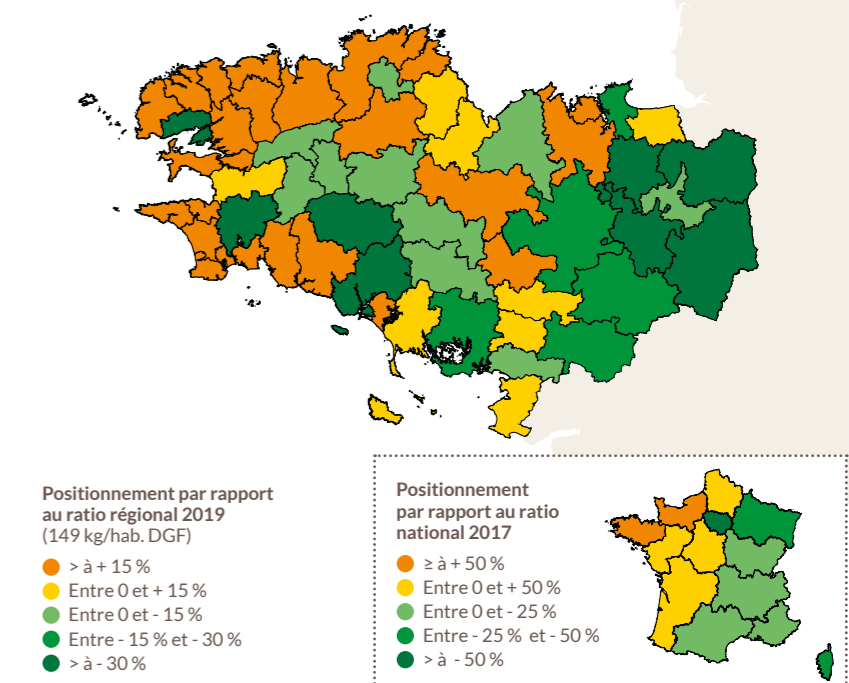 Positionnement par rapport
au ratio régional 2019
(149 kg/hab. DGF)
> à + 15 %
Entre 0 et + 15 %
Entre 0 et - 15 %
Entre - 15 % et - 30 %
> à - 30 %
Positionnement
par rapport au ratio
national 2017
≥ à + 50 %
Entre 0 et + 50 %
Entre 0 et - 25 %
Entre - 25 % et - 50 %
> à - 50 %